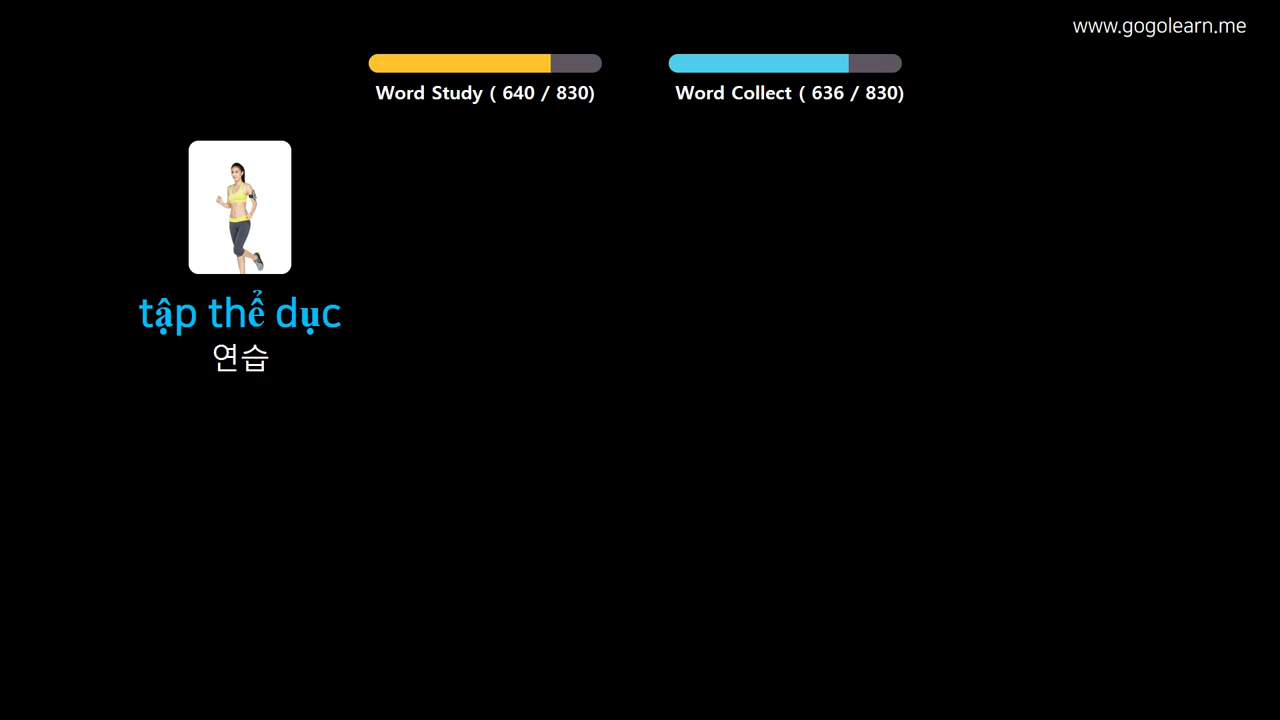 www.gogolearn.me
Word Study ( 640 / 830)
Word Collect ( 636 / 830)
tập thể dục
연습